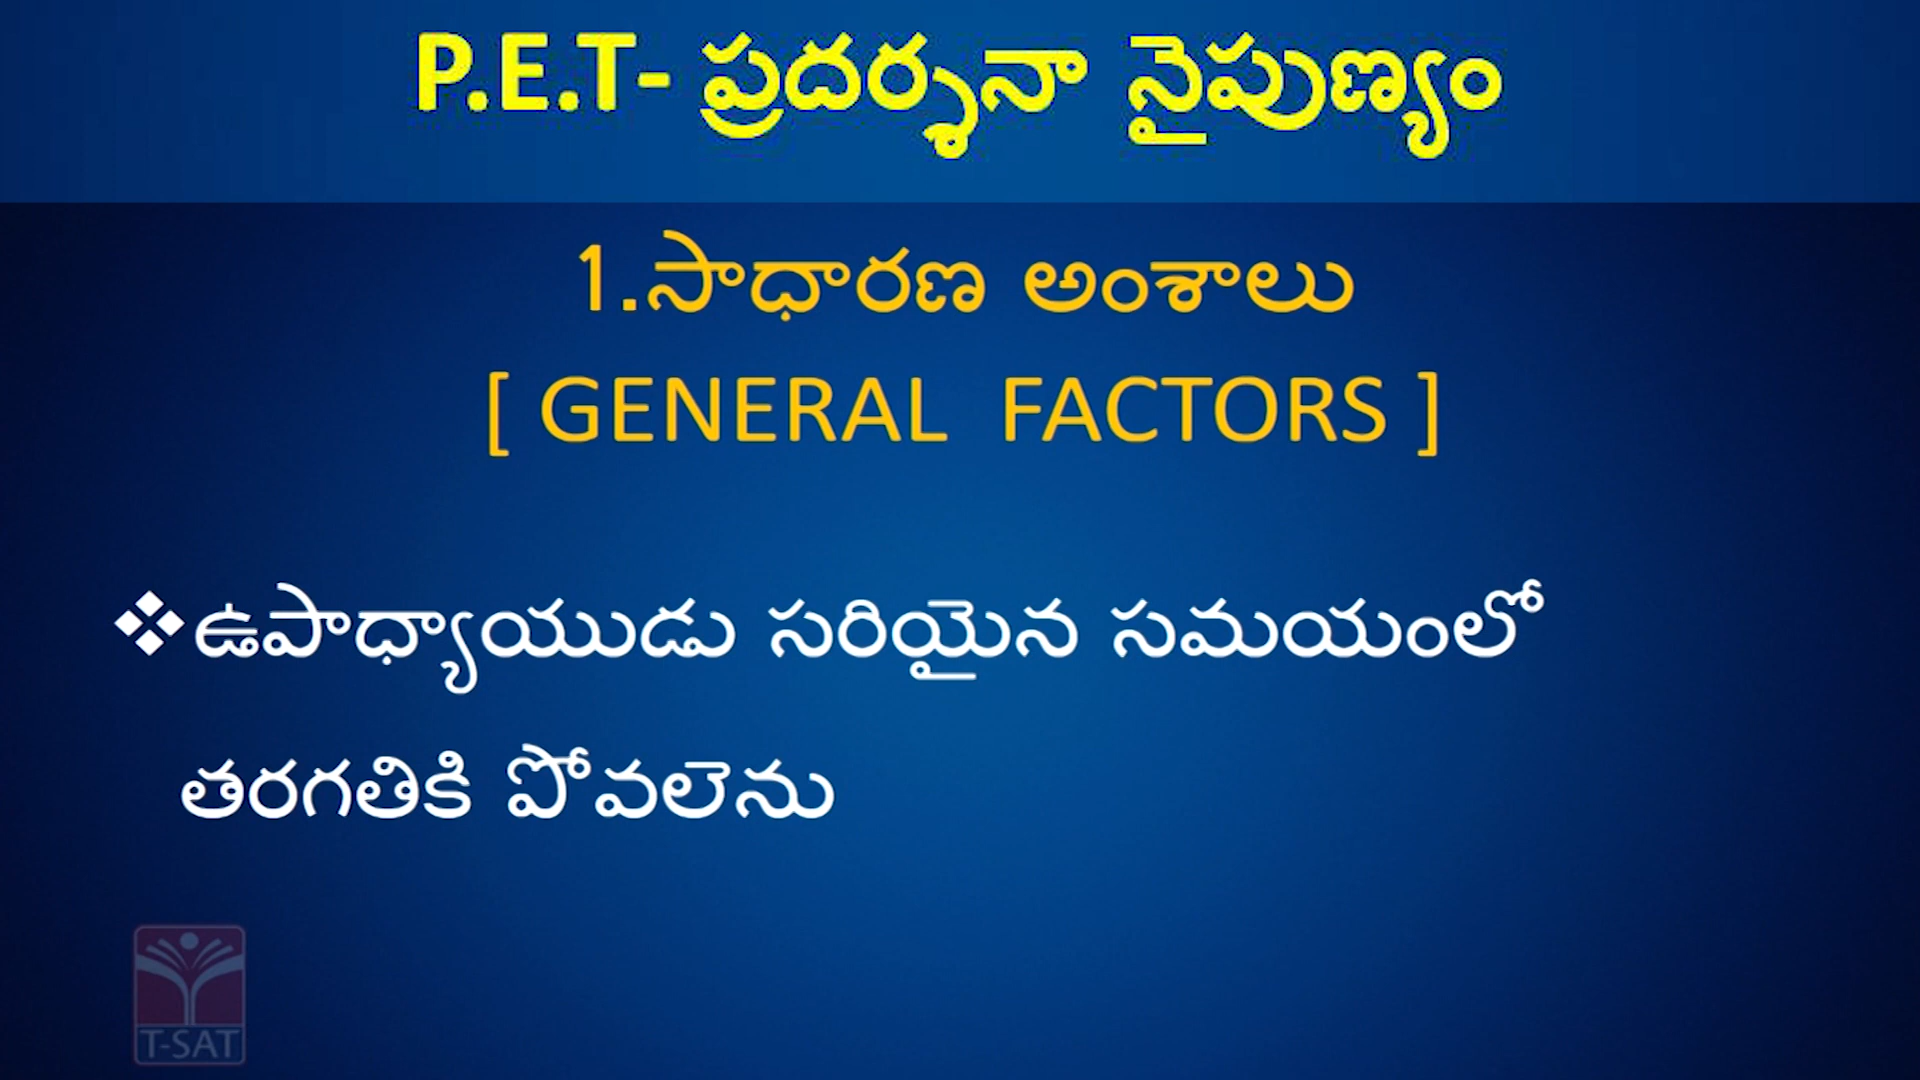 P.E.T- ప్రదర్శనా నైపుణ్యం
1.సాధారణ అంశాలు
[ GENERAL FACTORS ]
❖ఉపాధ్యాయుడు సరియైన సమయంలో
తరగతికి పోవలెను
T-SAT